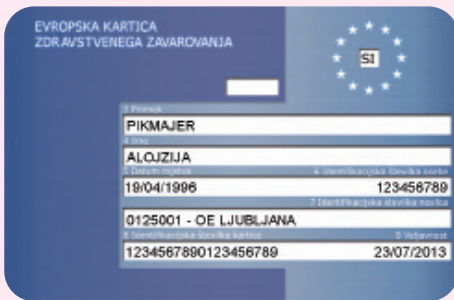 EVROPSKA KARTICA
ZDRAVSTVENEGA ZAVAROVANJA
SI
3 Priimek
PIKMAJER
4 Ime
ALOJZIJA
5 Datum rojstva 6 Identifikacijska številka osebe
19/04/1996 123456789
7 Identifikacijska številka nosilca
0125001 - OE LJUBLJANA
8 Identifikacijska številka kartice 9 Veljavnost
1234567890123456789 23/07/2013